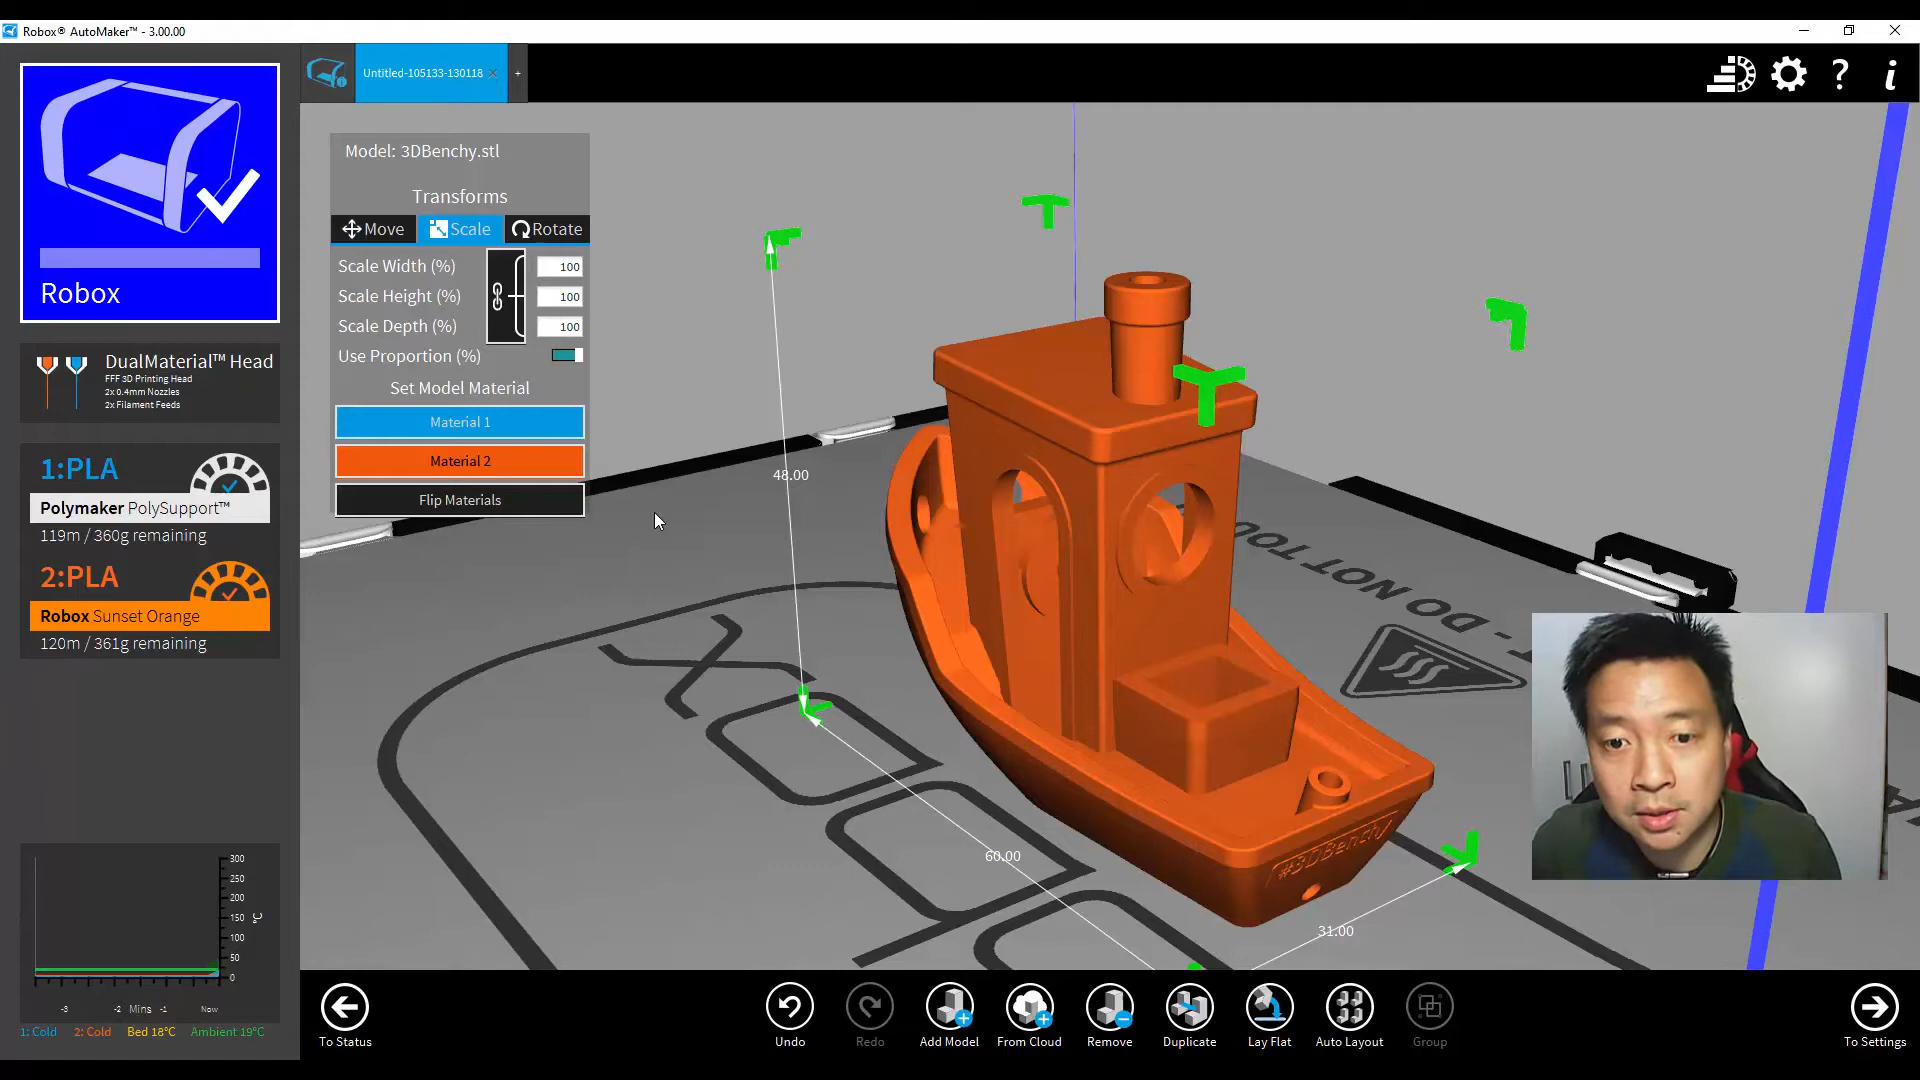 Robox® AutoMaker™ - 3.00.00
Untitled-105133-130118
+
?
i
Robox
DualMaterial™ Head
FFF 3D Printing Head
2x 0.4mm Nozzles
2x Filament Feeds
1:PLA
Polymaker PolySupport™
119m / 360g remaining
2:PLA
Robox Sunset Orange
120m / 361g remaining
300
250
200
150
100
50
0
°C
-3
-2
Mins
-1
Now
1: Cold
2: Cold
Bed 18°C
Ambient 19°C
Model: 3DBenchy.stl
Transforms
Move
Scale
Rotate
Scale Width (%)
100
Scale Height (%)
100
Scale Depth (%)
100
Use Proportion (%)
Set Model Material
Material 1
Material 2
Flip Materials
48.00
60.00
31.00
#3DBenchy
DO NOT TOU
To Status
Undo
Redo
Add Model
From Cloud
Remove
Duplicate
Lay Flat
Auto Layout
Group
To Settings